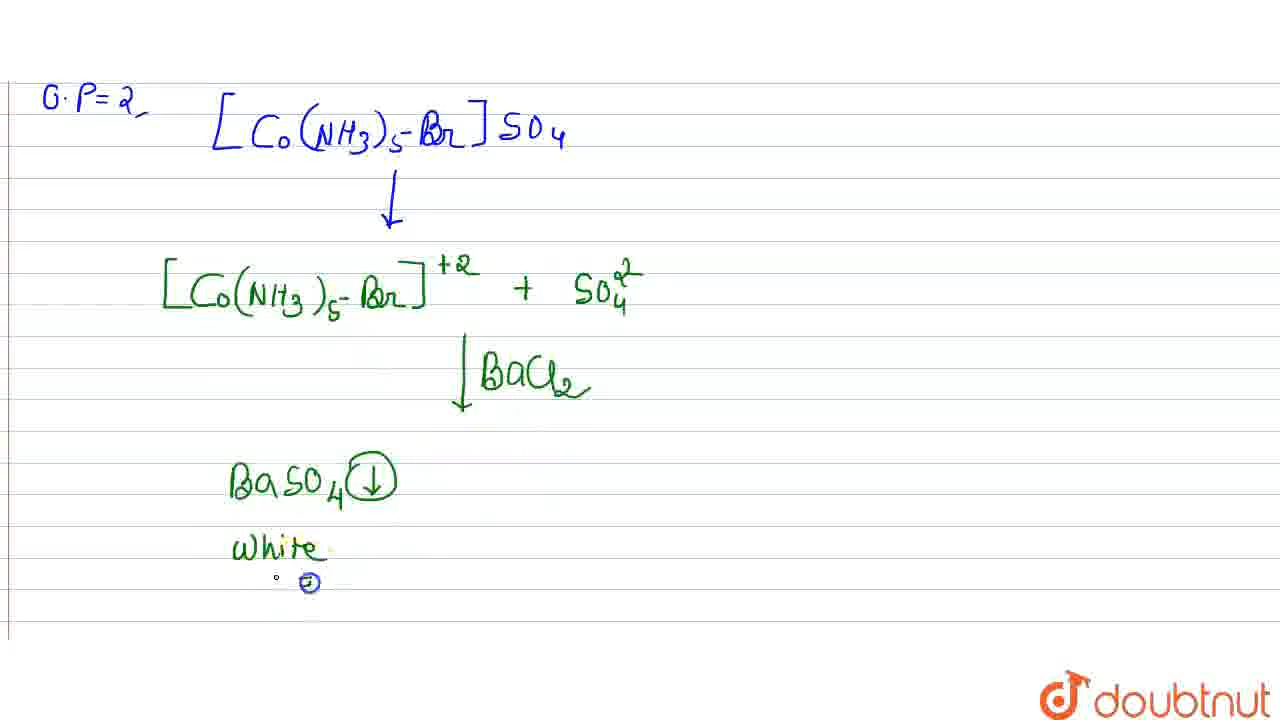 O.P=2
[Co(NH3)5-Br]SO4
↓
[Co(NH3)5-Br]+2 + SO4 2
↓ BaCl2
BaSO4 ↓
white
doubtnut